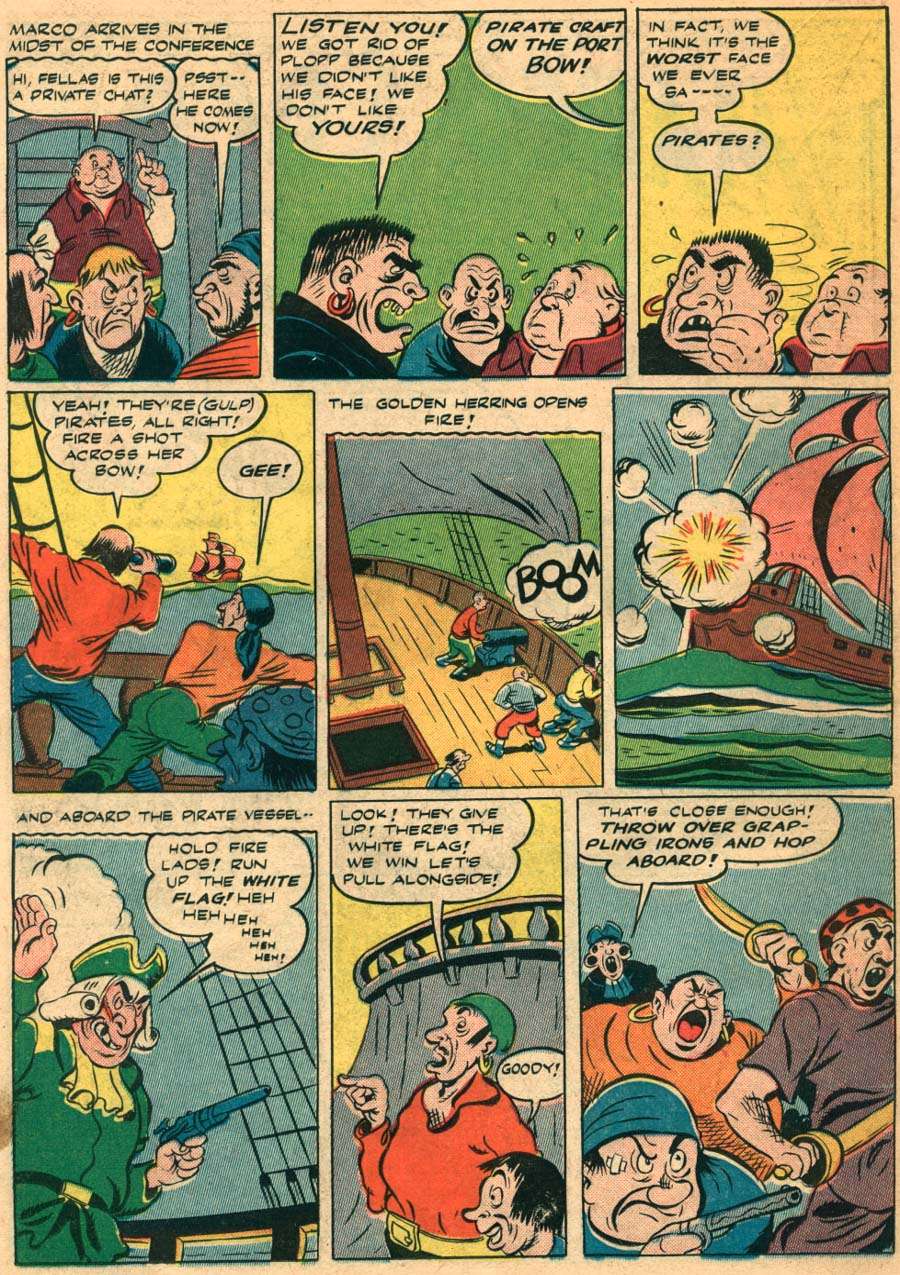 MARCO ARRIVES IN THE
MIDST OF THE CONFERENCE
HI, FELLAS IS THIS
A PRIVATE CHAT?
PSST--
HERE
HE COMES
NOW!
LISTEN YOU!
WE GOT RID OF
PLOPP BECAUSE
WE DIDN'T LIKE
HIS FACE! WE
DON'T LIKE
YOURS!
PIRATE CRAFT
ON THE PORT
BOW!
IN FACT, WE
THINK IT'S THE
WORST FACE
WE EVER
SA----
PIRATES?
YEAH! THEY'RE (GULP)
PIRATES, ALL RIGHT!
FIRE A SHOT
ACROSS HER
BOW!
GEE!
THE GOLDEN HERRING OPENS
FIRE!
BOOM
AND ABOARD THE PIRATE VESSEL--
HOLD FIRE
LADS! RUN
UP THE WHITE
FLAG! HEH
HEH HEH
HEH
HEH
HEH!
LOOK! THEY GIVE
UP! THERE'S THE
WHITE FLAG!
WE WIN LET'S
PULL ALONGSIDE!
GOODY!
THAT'S CLOSE ENOUGH!
THROW OVER GRAP-
PLING IRONS AND HOP
ABOARD!